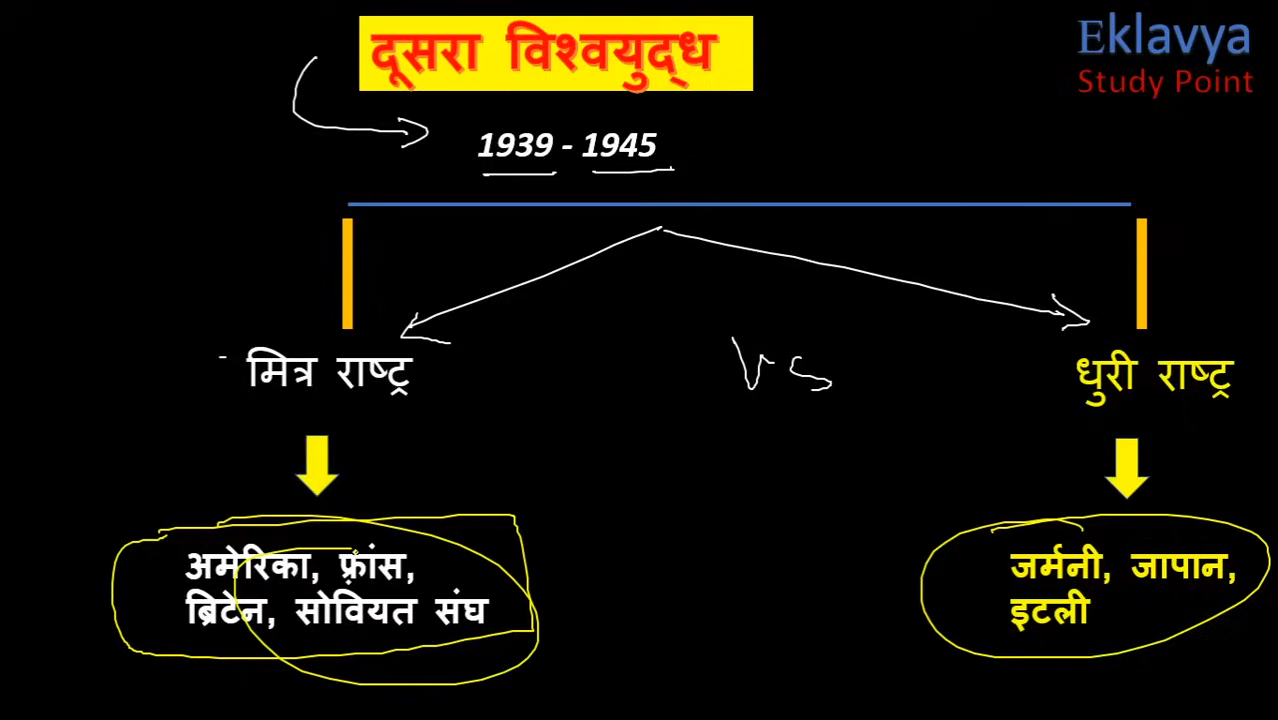 दूसरा विश्वयुद्ध
Eklavya
Study Point
1939 - 1945
मित्र राष्ट्र
vs
धुरी राष्ट्र
अमेरिका, फ्रांस,
ब्रिटेन, सोवियत संघ
जर्मनी, जापान,
इटली